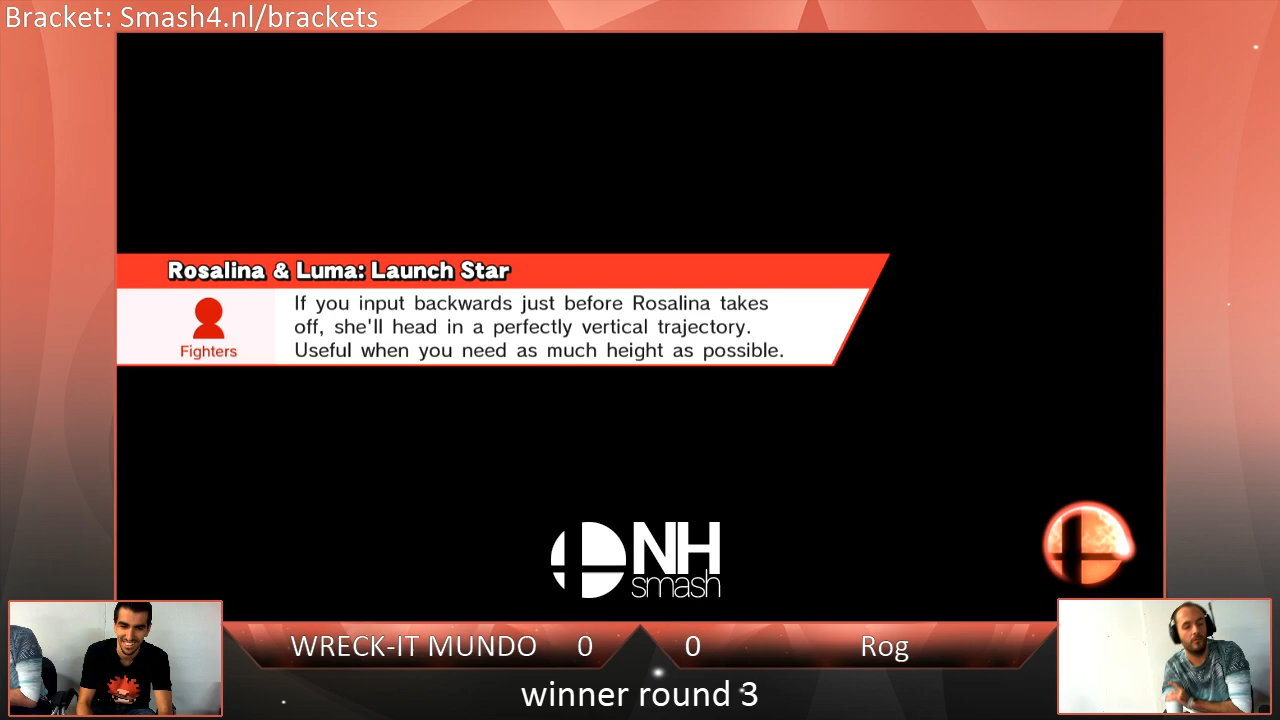 Bracket: Smash4.nl/brackets
Rosalina & Luma: Launch Star
If you input backwards just before Rosalina takes
off, she'll head in a perfectly vertical trajectory.
Useful when you need as much height as possible.
Fighters
NH
smash
WRECK-IT MUNDO 0 0 Rog
winner round 3